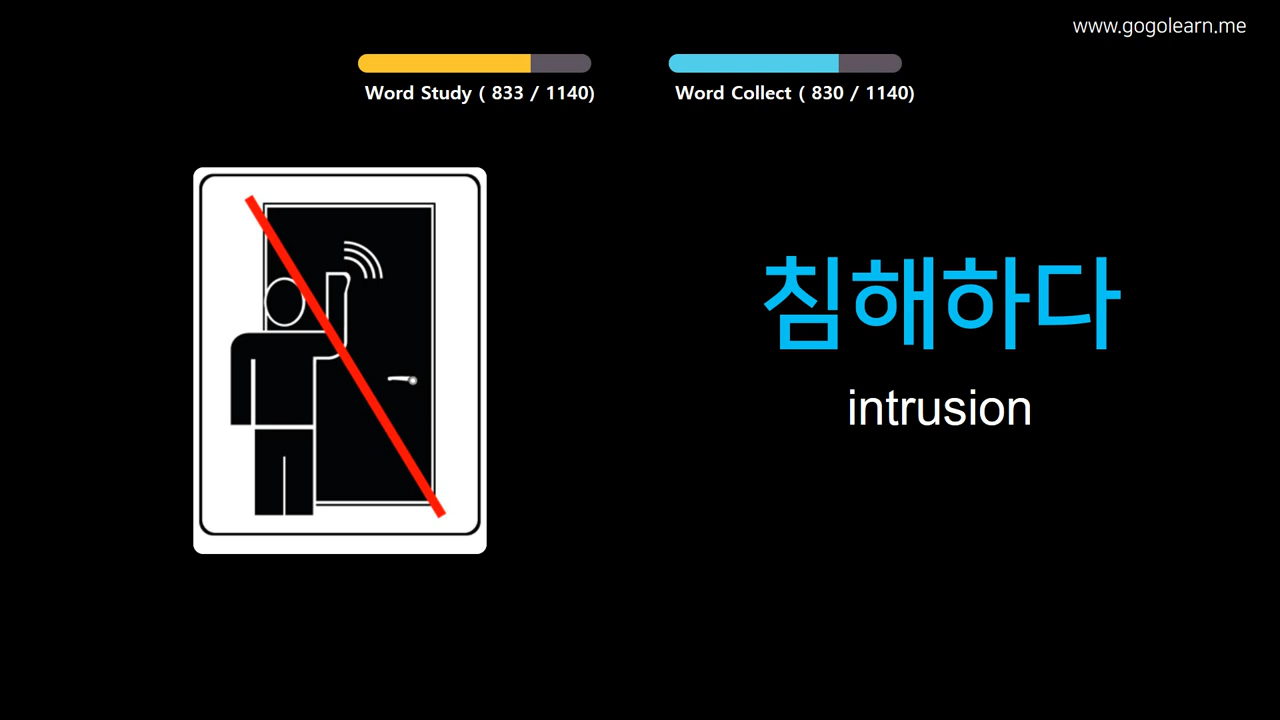 www.gogolearn.me
Word Study ( 833 / 1140)
Word Collect ( 830 / 1140)
침해하다
intrusion